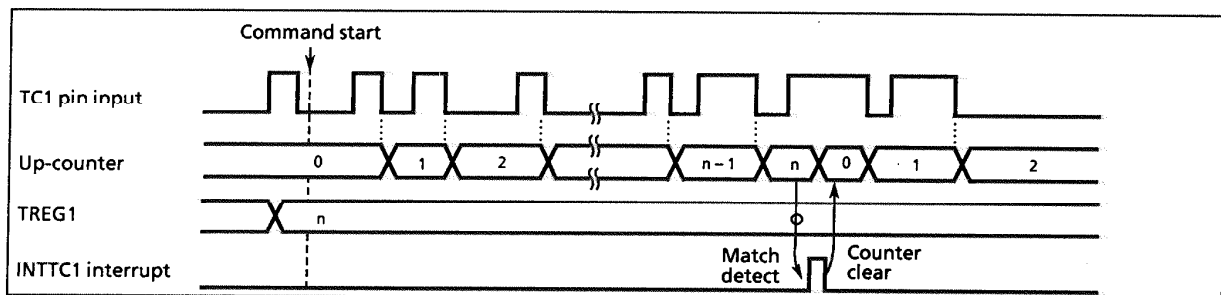 Command start
TC1 pin input
Up-counter
0 1 2 n-1 n 0 1 2
TREG1
n
Match detect
Counter clear
INTTC1 interrupt